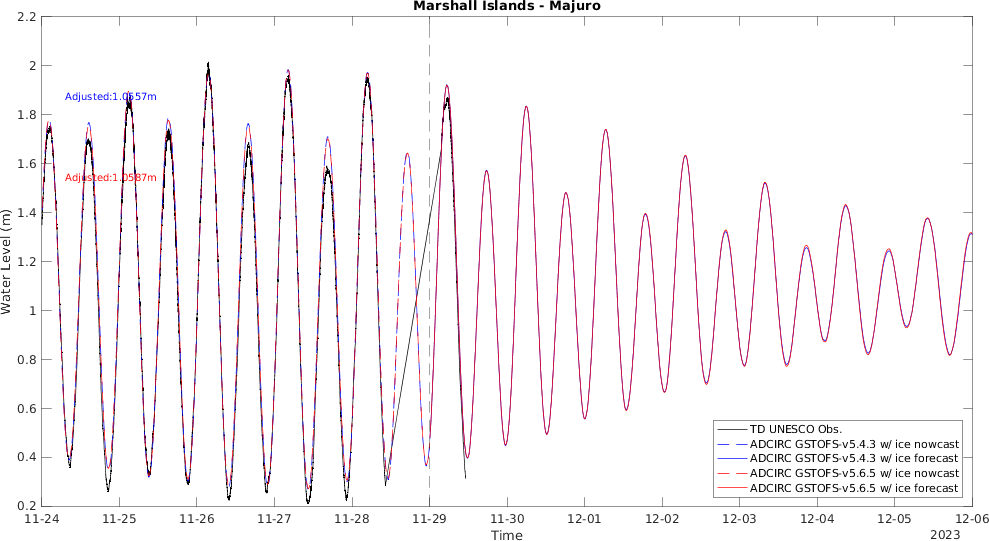 Marshall Islands - Majuro
2.2
2
1.8
1.6
1.4
1.2
1
0.8
0.6
0.4
0.2
Water Level (m)
Adjusted:1.0557m
Adjusted:1.0587m
TD UNESCO Obs.
ADCIRC GSTOFS-v5.4.3 w/ ice nowcast
ADCIRC GSTOFS-v5.4.3 w/ ice forecast
ADCIRC GSTOFS-v5.6.5 w/ ice nowcast
ADCIRC GSTOFS-v5.6.5 w/ ice forecast
11-24 11-25 11-26 11-27 11-28 11-29 11-30 12-01 12-02 12-03 12-04 12-05 12-06
Time
2023